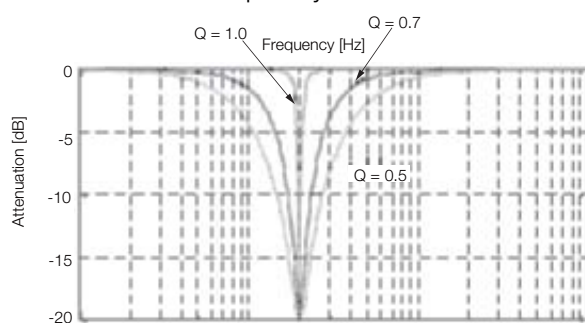 Q = 1.0
Q = 0.7
Frequency [Hz]
0
-5
Q = 0.5
-10
-15
-20
Attenuation [dB]